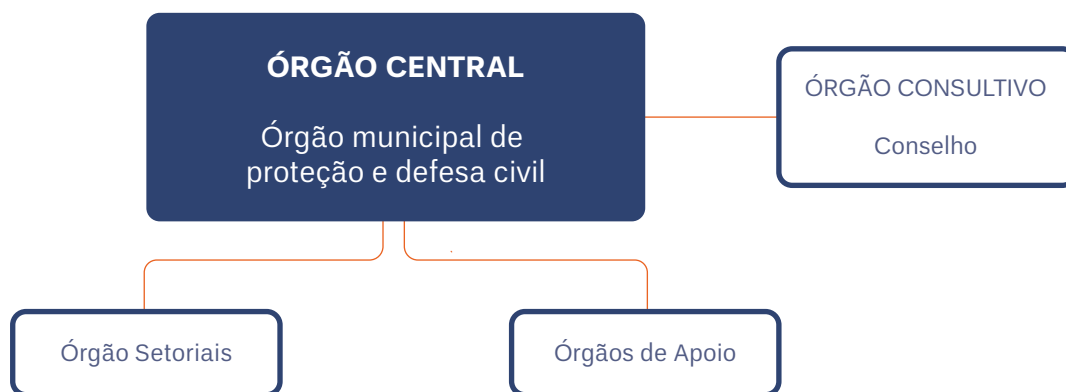 ÓRGÃO CENTRAL
Órgão municipal de
proteção e defesa civil
ÓRGÃO CONSULTIVO
Conselho
Órgão Setoriais
Órgãos de Apoio